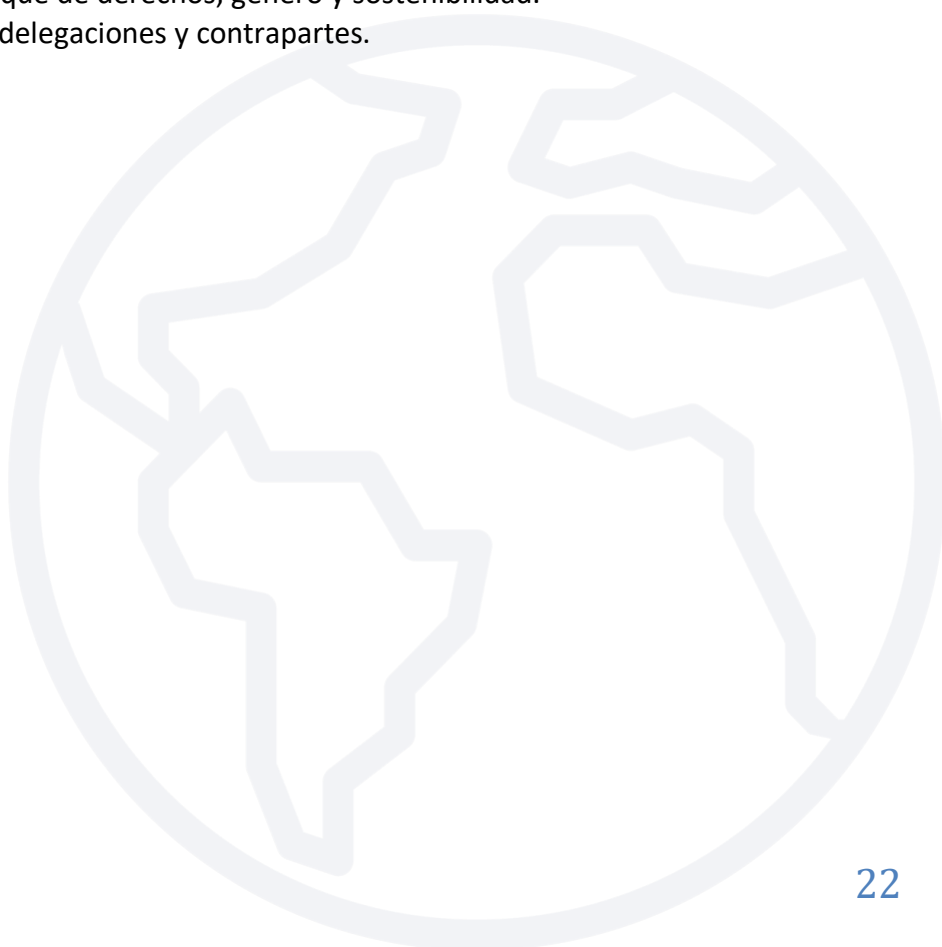 que de derechos, género y sostenibilidad.
delegaciones y contrapartes.
22